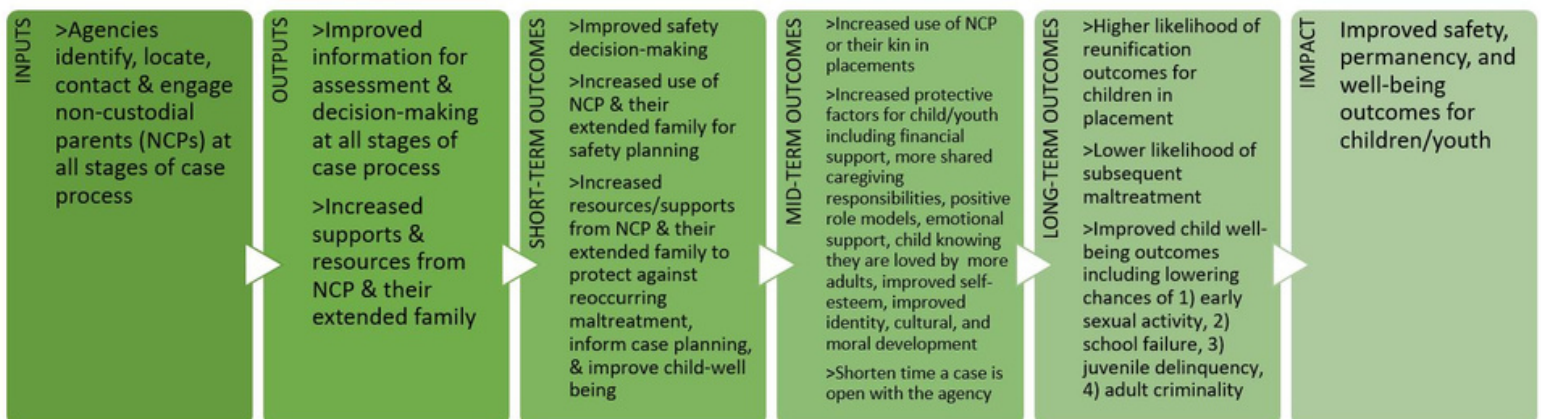 INPUTS
>Agencies
identify, locate,
contact & engage
non-custodial
parents (NCPs) at
all stages of case
process
OUTPUTS
>Improved
information for
assessment &
decision-making
at all stages of
case process
>Increased
supports &
resources from
NCP & their
extended family
SHORT-TERM OUTCOMES
>Improved safety
decision-making
>Increased use of
NCP & their
extended family for
safety planning
>Increased
resources/supports
from NCP & their
extended family to
protect against
reoccurring
maltreatment,
inform case planning,
& improve child-well
being
MID-TERM OUTCOMES
>Increased use of NCP
or their kin in
placements
>Increased protective
factors for child/youth
including financial
support, more shared
caregiving
responsibilities, positive
role models, emotional
support, child knowing
they are loved by more
adults, improved self-
esteem, improved
identity, cultural, and
moral development
>Shorten time a case is
open with the agency
LONG-TERM OUTCOMES
>Higher likelihood of
reunification
outcomes for
children in
placement
>Lower likelihood of
subsequent
maltreatment
>Improved child well-
being outcomes
including lowering
chances of 1) early
sexual activity, 2)
school failure, 3)
juvenile delinquency,
4) adult criminality
IMPACT
Improved safety,
permanency, and
well-being
outcomes for
children/youth